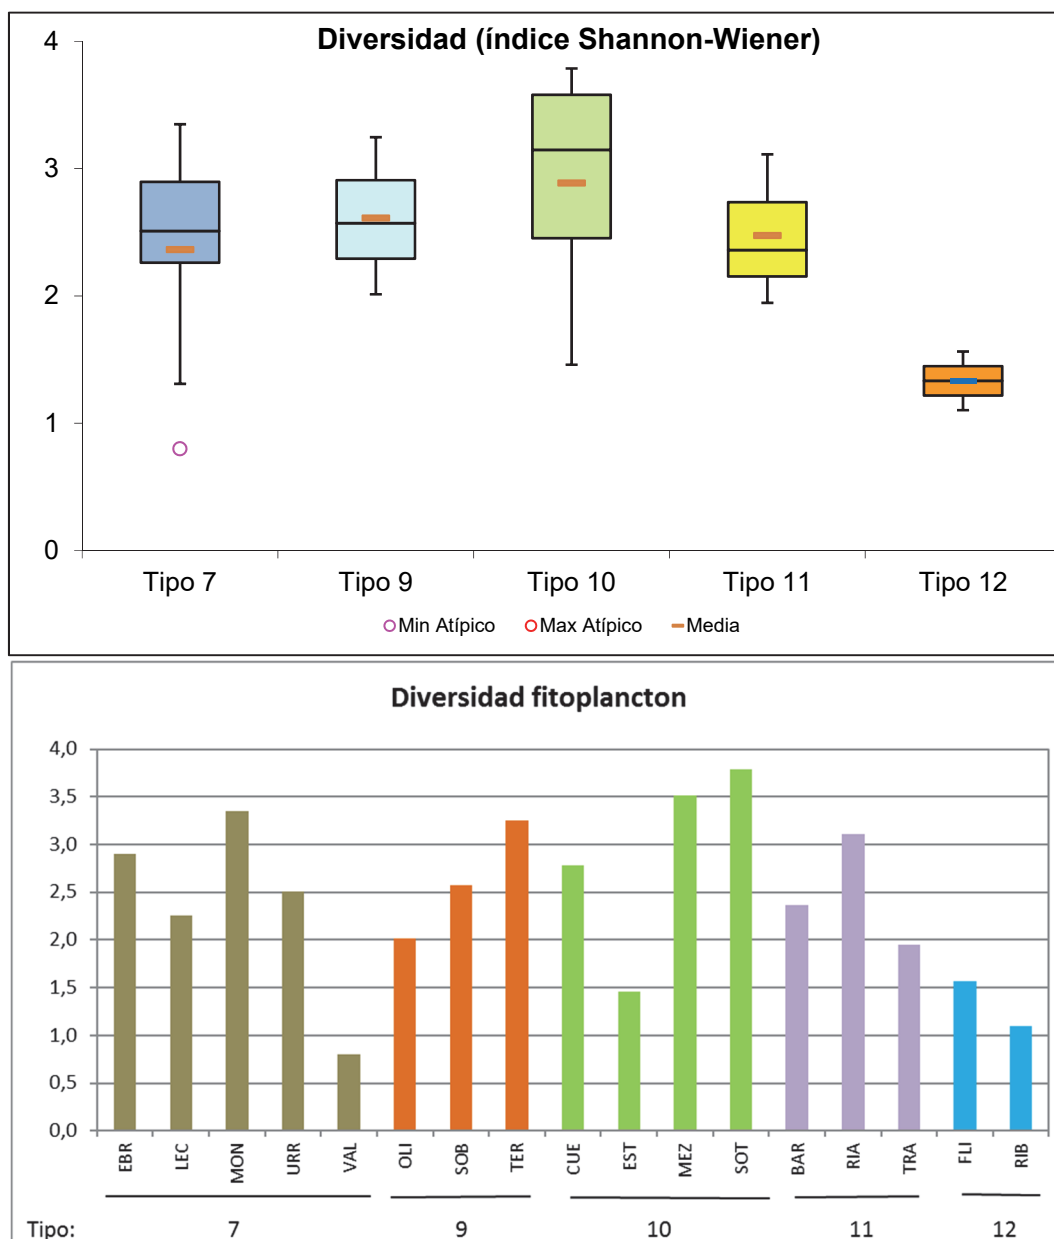 Diversidad (índice Shannon-Wiener)
4
3
2
1
0
Tipo 7 Tipo 9 Tipo 10 Tipo 11 Tipo 12
Min Atípico Max Atípico Media
Diversidad fitoplancton
4,0
3,5
3,0
2,5
2,0
1,5
1,0
0,5
0,0
EBR LEC MON URR VAL OLI SOB TER CUE EST MEZ SOT BAR RIA TRA FLI RIB
Tipo: 7 9 10 11 12